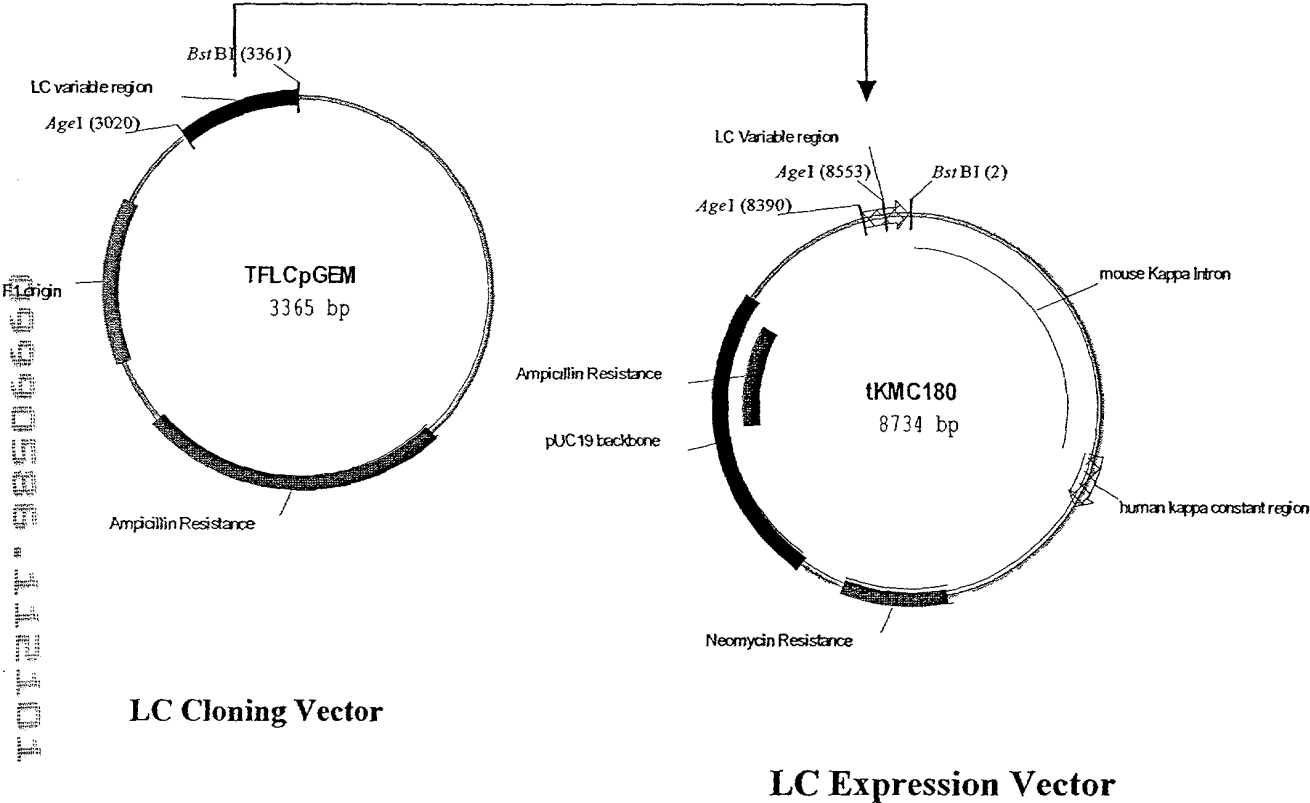 BstBI (3361)
LC variable region
AgeI (3020)
F1 origin
TFLCpGEM
3365 bp
Ampicillin Resistance
LC Cloning Vector
LC Variable region
AgeI (8553)
BstBI (2)
AgeI (8390)
mouse Kappa Intron
Ampicillin Resistance
tKMC180
8734 bp
pUC19 backbone
human kappa constant region
Neomycin Resistance
LC Expression Vector